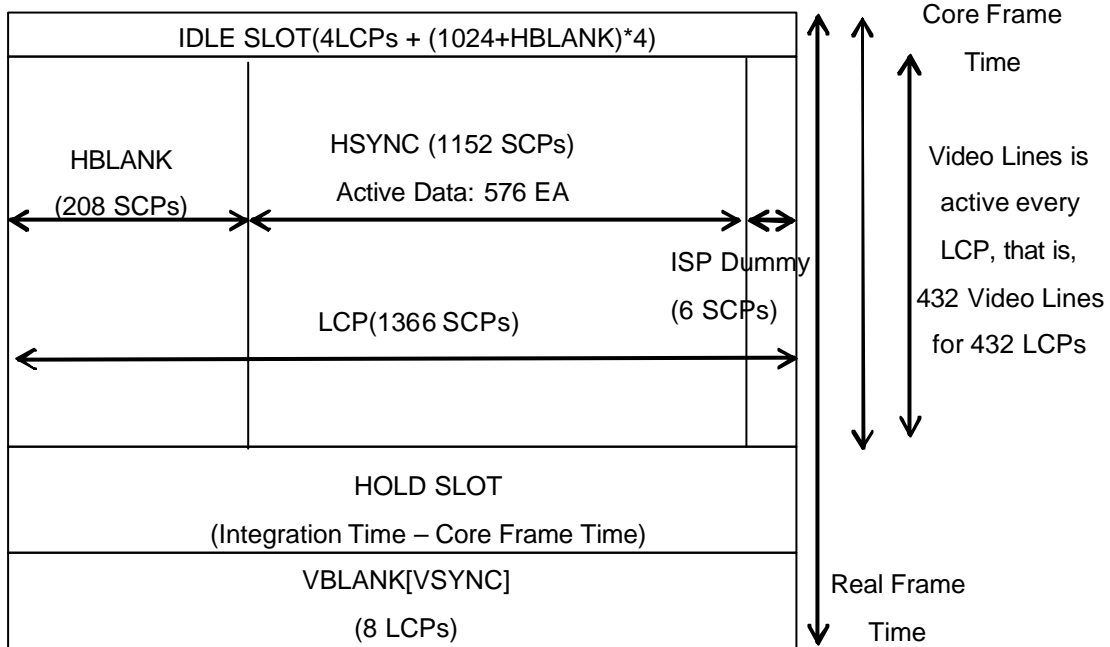 IDLE SLOT(4LCPs + (1024+HBLANK)*4)
Core Frame
Time
HBLANK
(208 SCPs)
HSYNC (1152 SCPs)
Active Data: 576 EA
ISP Dummy
(6 SCPs)
LCP(1366 SCPs)
Video Lines is
active every
LCP, that is,
432 Video Lines
for 432 LCPs
HOLD SLOT
(Integration Time – Core Frame Time)
VBLANK[VSYNC]
(8 LCPs)
Real Frame
Time